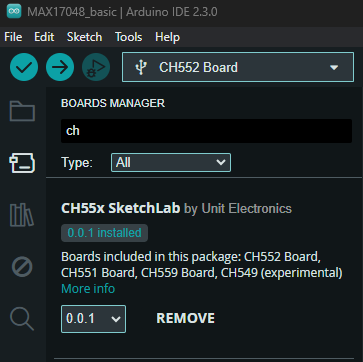 MAX17048_basic | Arduino IDE 2.3.0
File Edit Sketch Tools Help
CH552 Board
BOARDS MANAGER
ch
Type: All
CH55x SketchLab by Unit Electronics
0.0.1 installed
Boards included in this package: CH552 Board,
CH551 Board, CH559 Board, CH549 (experimental)
More info
0.0.1 REMOVE